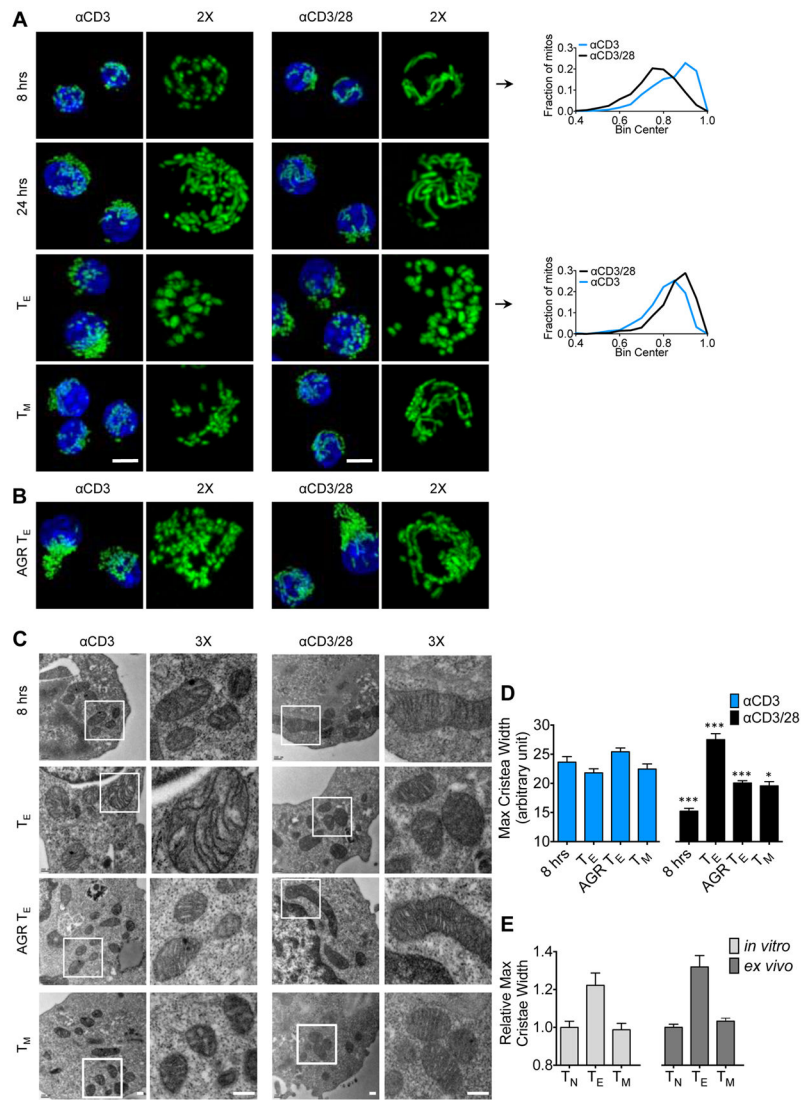 A
αCD3 2X αCD3/28 2X
8 hrs
24 hrs
TE
TM
Fraction of mitos
0.3
0.2
0.1
0.0
αCD3
αCD3/28
0.4 0.6 0.8 1.0
Bin Center
Fraction of mitos
0.3
0.2
0.1
0.0
αCD3/28
αCD3
0.4 0.6 0.8 1.0
Bin Center
B
αCD3 2X αCD3/28 2X
AGR TE
C
αCD3 3X αCD3/28 3X
8 hrs
TE
AGR TE
TM
D
αCD3
αCD3/28
Max Cristea Width
(arbitrary unit)
30
25
20
15
10
*** *** *** *
8 hrs TE AGR TE TM 8 hrs TE AGR TE TM
E
in vitro
ex vivo
Relative Max
Cristae Width
1.4
1.2
1.0
0.8
TN TE TM TN TE TM